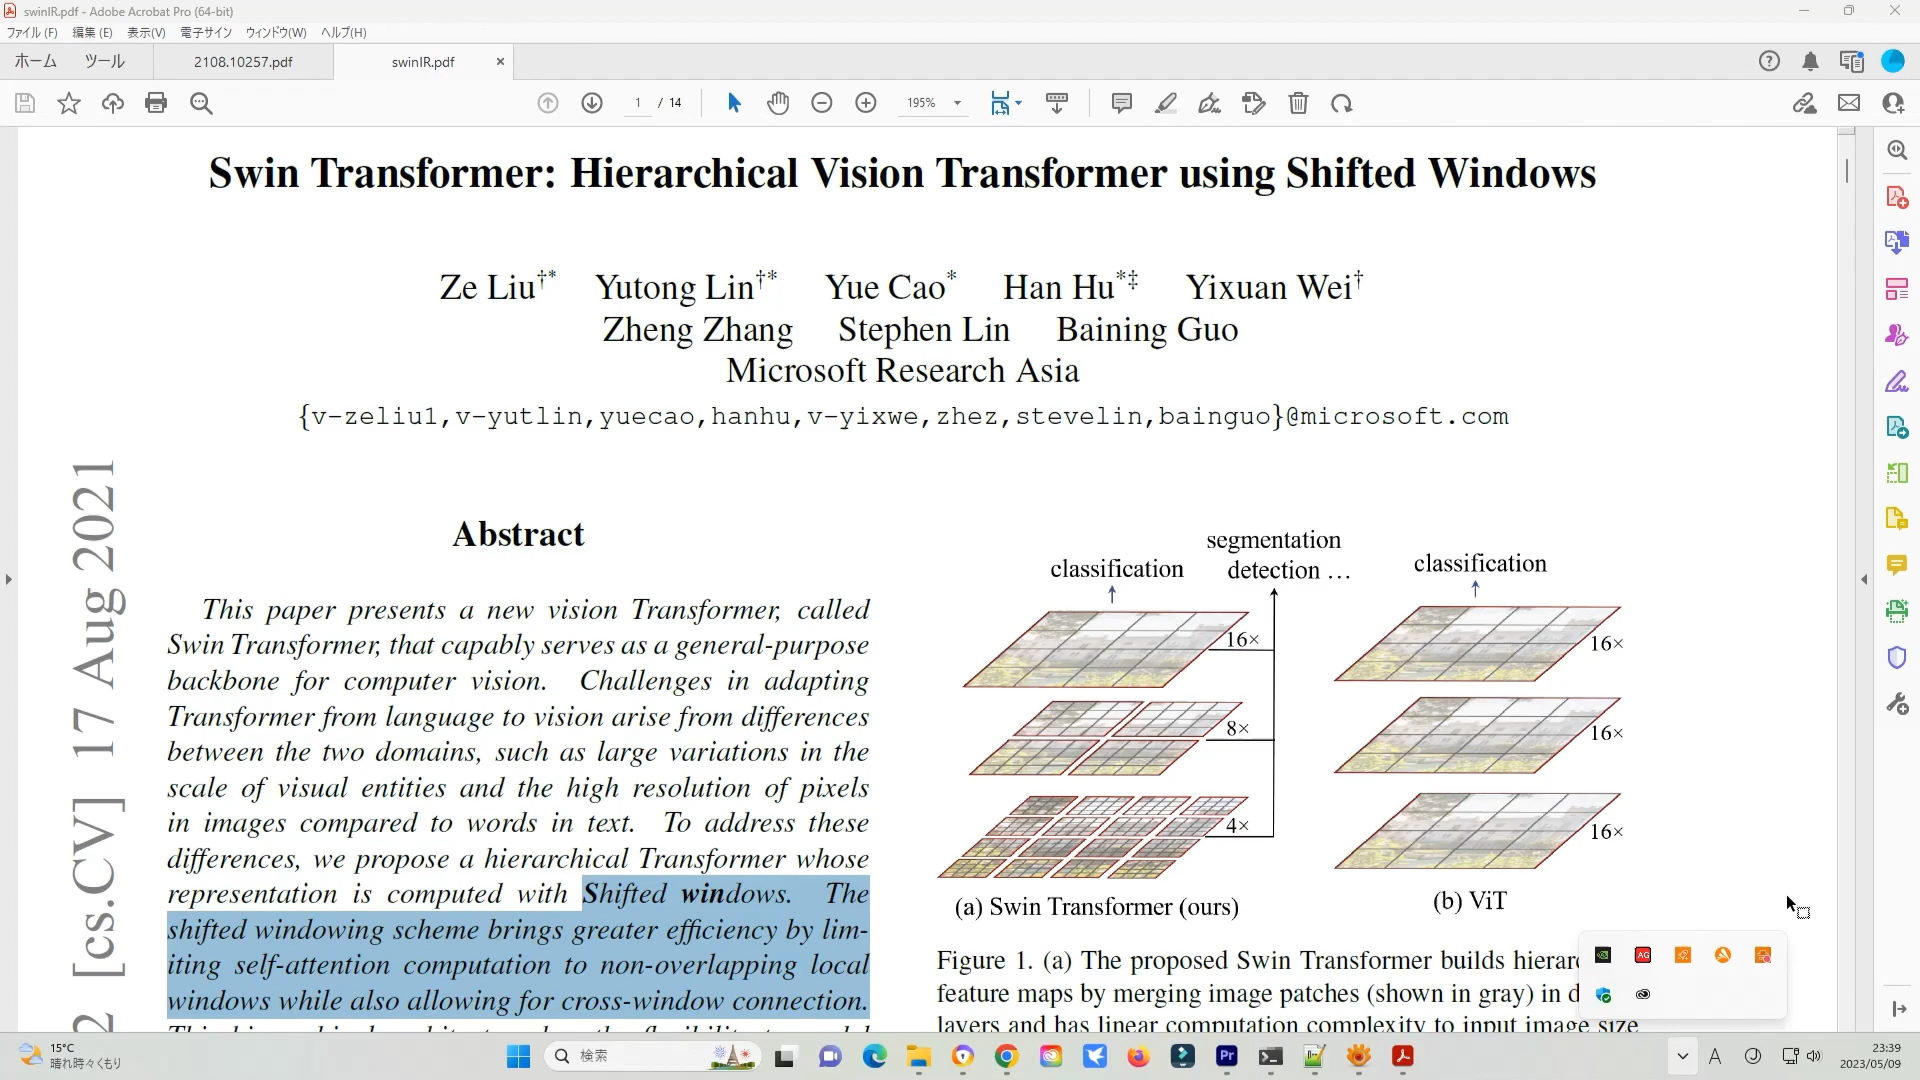 swinIR.pdf - Adobe Acrobat Pro (64-bit)
ファイル (F) 編集 (E) 表示(V) 電子サイン ウィンドウ(W) ヘルプ(H)
ホーム ツール 2108.10257.pdf swinIR.pdf ×
1 / 14 195%
Swin Transformer: Hierarchical Vision Transformer using Shifted Windows
Ze Liu†* Yutong Lin†* Yue Cao* Han Hu*‡ Yixuan Wei†
Zheng Zhang Stephen Lin Baining Guo
Microsoft Research Asia
{v-zeliu1,v-yutlin,yuecao,hanhu,v-yixwe,zhez,stevelin,bainguo}@microsoft.com
2 [cs.CV] 17 Aug 2021
Abstract
This paper presents a new vision Transformer, called
Swin Transformer, that capably serves as a general-purpose
backbone for computer vision. Challenges in adapting
Transformer from language to vision arise from differences
between the two domains, such as large variations in the
scale of visual entities and the high resolution of pixels
in images compared to words in text. To address these
differences, we propose a hierarchical Transformer whose
representation is computed with Shifted windows. The
shifted windowing scheme brings greater efficiency by lim-
iting self-attention computation to non-overlapping local
windows while also allowing for cross-window connection.
segmentation
classification detection ... classification
16× 16×
8× 16×
4× 16×
(a) Swin Transformer (ours) (b) ViT
Figure 1. (a) The proposed Swin Transformer builds hierar
feature maps by merging image patches (shown in gray) in d
layers and has linear computation complexity to input image size
AG
15°C
晴れ時々くもり
検索
Pr
A
23:39
2023/05/09